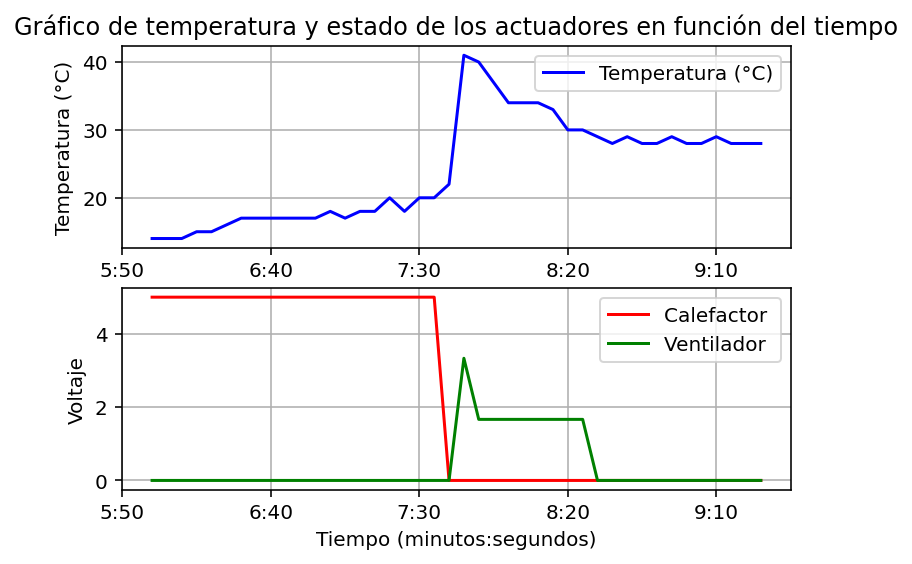 Gráfico de temperatura y estado de los actuadores en función del tiempo
Temperatura (°C)
40
30
20
Temperatura (°C)
5:50 6:40 7:30 8:20 9:10
Voltaje
4
2
0
Calefactor
Ventilador
5:50 6:40 7:30 8:20 9:10
Tiempo (minutos:segundos)